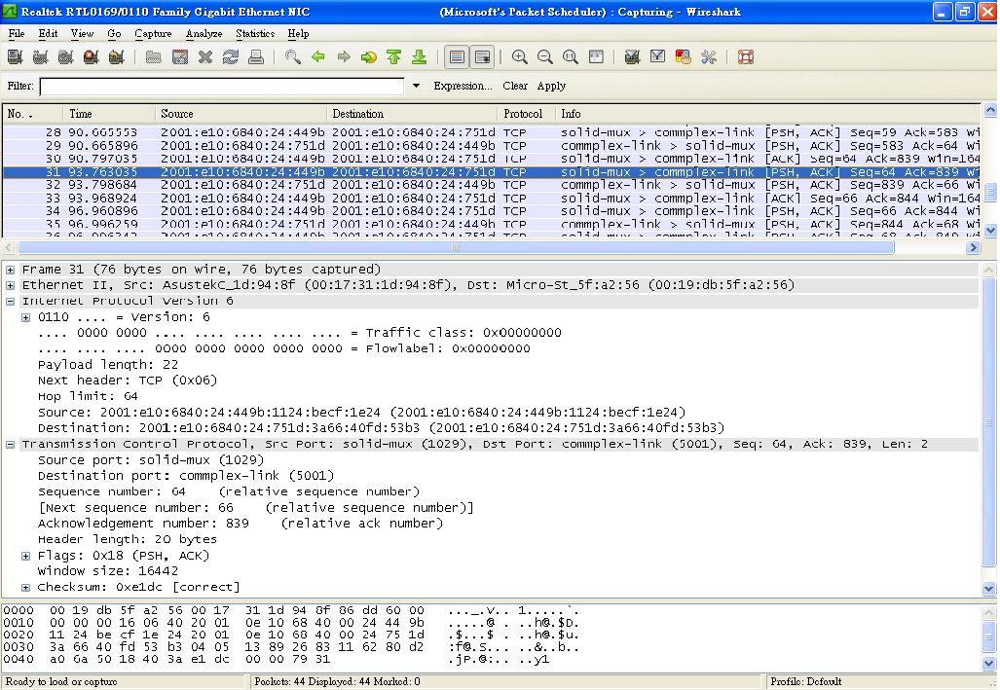 Realtek RTL0169/0110 Family Gigabit Ethernet NIC (Microsoft's Packet Scheduler) : Capturing - Wireshark
File Edit View Go Capture Analyze Statistics Help
Filter: Expression... Clear Apply
No. . Time Source Destination Protocol Info
28 90.665553 2001:e10:6840:24:449b 2001:e10:6840:24:751d TCP solid-mux > commplex-link [PSH, ACK] Seq=59 Ack=583 Wi
29 90.665896 2001:e10:6840:24:751d 2001:e10:6840:24:449b TCP commplex-link > solid-mux [PSH, ACK] Seq=583 Ack=64 Wi
30 90.797035 2001:e10:6840:24:449b 2001:e10:6840:24:751d TCP solid-mux > commplex-link [ACK] Seq=64 Ack=839 Win=164
31 93.763035 2001:e10:6840:24:449b 2001:e10:6840:24:751d TCP solid-mux > commplex-link [PSH, ACK] Seq=64 Ack=839 Wi
32 93.798684 2001:e10:6840:24:751d 2001:e10:6840:24:449b TCP commplex-link > solid-mux [PSH, ACK] Seq=839 Ack=66 Wi
33 93.968924 2001:e10:6840:24:449b 2001:e10:6840:24:751d TCP solid-mux > commplex-link [ACK] Seq=66 Ack=844 Win=164
34 96.960896 2001:e10:6840:24:449b 2001:e10:6840:24:751d TCP solid-mux > commplex-link [PSH, ACK] Seq=66 Ack=844 Wi
35 96.996259 2001:e10:6840:24:751d 2001:e10:6840:24:449b TCP commplex-link > solid-mux [PSH, ACK] Seq=844 Ack=68 Wi
Frame 31 (76 bytes on wire, 76 bytes captured)
Ethernet II, Src: AsustekC_1d:94:8f (00:17:31:1d:94:8f), Dst: Micro-St_5f:a2:56 (00:19:db:5f:a2:56)
Internet Protocol Version 6
0110 .... = Version: 6
.... 0000 0000 .... .... .... .... .... = Traffic class: 0x00000000
.... .... .... 0000 0000 0000 0000 0000 = Flowlabel: 0x00000000
Payload length: 22
Next header: TCP (0x06)
Hop limit: 64
Source: 2001:e10:6840:24:449b:1124:becf:1e24 (2001:e10:6840:24:449b:1124:becf:1e24)
Destination: 2001:e10:6840:24:751d:3a66:40fd:53b3 (2001:e10:6840:24:751d:3a66:40fd:53b3)
Transmission Control Protocol, Src Port: solid-mux (1029), Dst Port: commplex-link (5001), Seq: 64, Ack: 839, Len: 2
Source port: solid-mux (1029)
Destination port: commplex-link (5001)
Sequence number: 64 (relative sequence number)
[Next sequence number: 66 (relative sequence number)]
Acknowledgement number: 839 (relative ack number)
Header length: 20 bytes
Flags: 0x18 (PSH, ACK)
Window size: 16442
Checksum: 0xe1dc [correct]
0000 00 19 db 5f a2 56 00 17 31 1d 94 8f 86 dd 60 00 ..._.V.. 1.....`.
0010 00 00 00 16 06 40 20 01 0e 10 68 40 00 24 44 9b .....@ . ..h@.$D.
0020 11 24 be cf 1e 24 20 01 0e 10 68 40 00 24 75 1d .$...$ . ..h@.$u.
0030 3a 66 40 fd 53 b3 04 05 13 89 26 83 11 62 80 d2 :f@.S... ..&..b..
0040 a0 6a 50 18 40 3a e1 dc 00 00 79 31 .jP.@:.. ..y1
Ready to load or capture Packets: 44 Displayed: 44 Marked: 0 Profile: Default